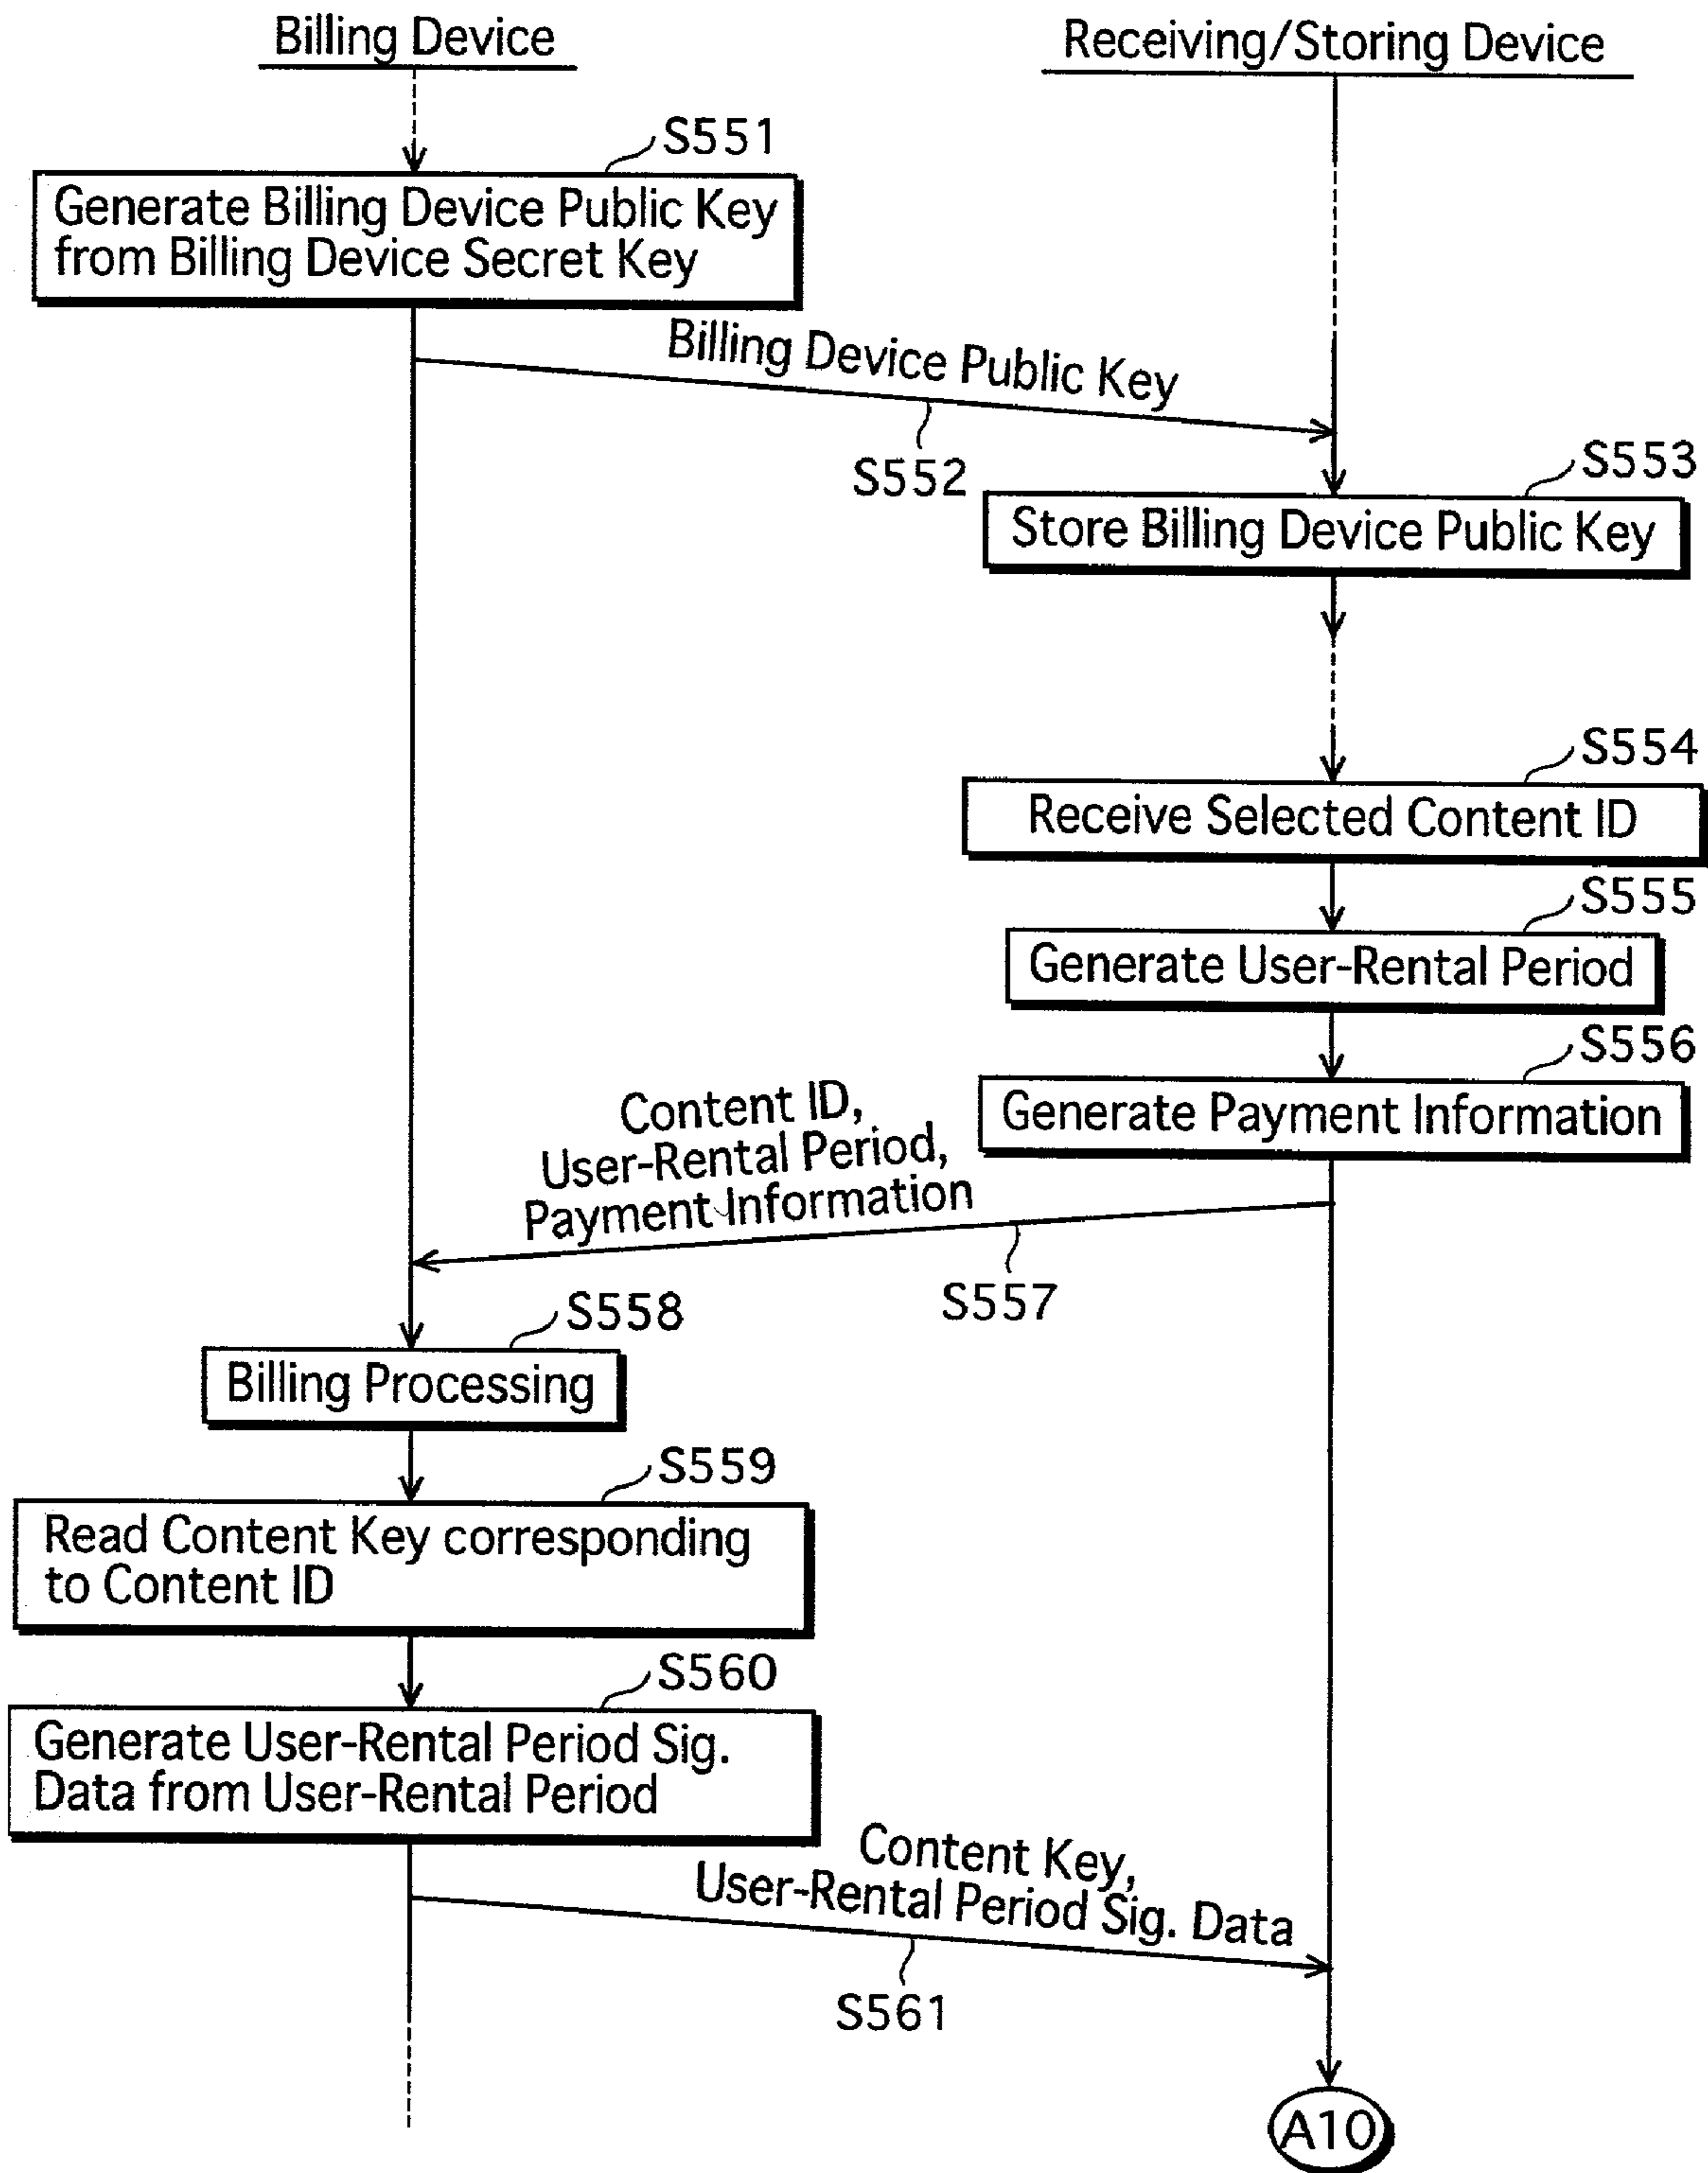 Billing Device
Receiving/Storing Device
S551
Generate Billing Device Public Key
from Billing Device Secret Key
Billing Device Public Key
S552
S553
Store Billing Device Public Key
S554
Receive Selected Content ID
S555
Generate User-Rental Period
S556
Generate Payment Information
Content ID,
User-Rental Period,
Payment Information
S557
S558
Billing Processing
S559
Read Content Key corresponding
to Content ID
S560
Generate User-Rental Period Sig.
Data from User-Rental Period
Content Key,
User-Rental Period Sig. Data
S561
A10